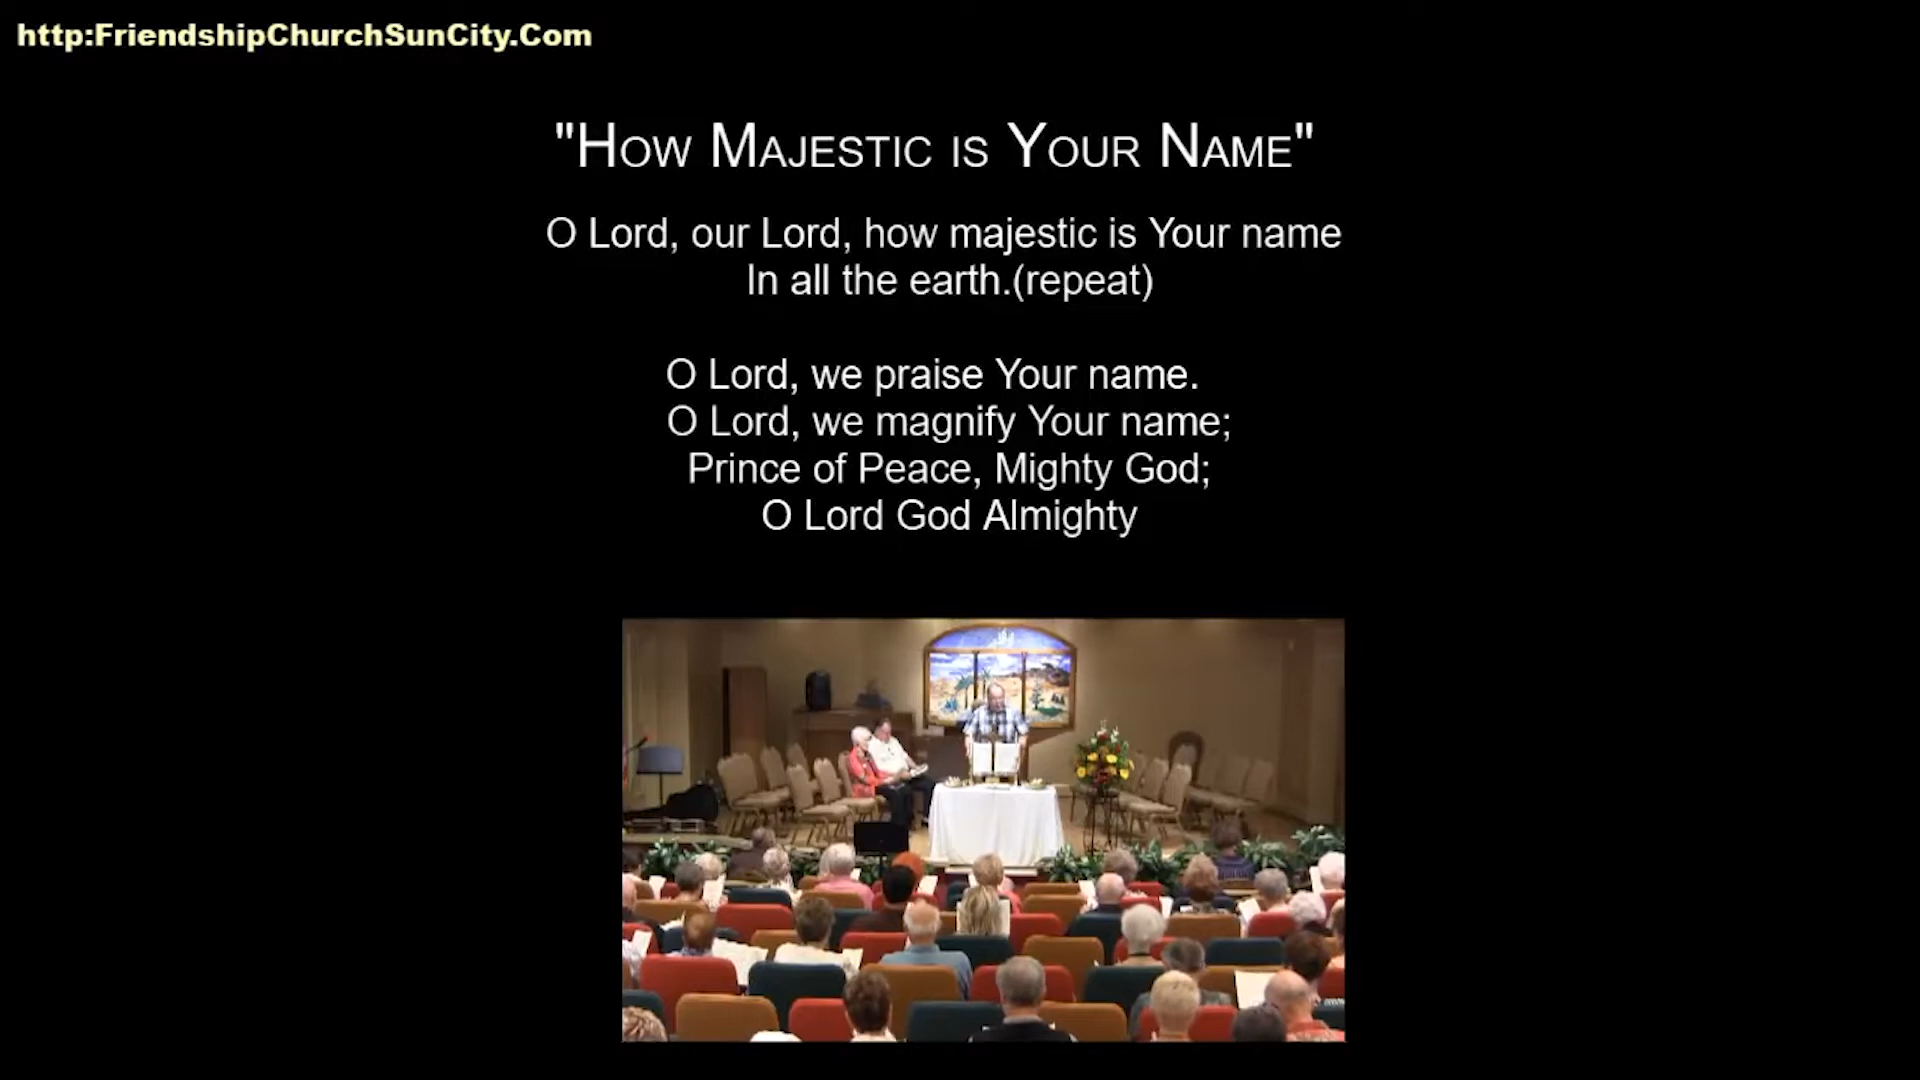 http:FriendshipChurchSunCity.Com
"How Majestic is Your Name"
O Lord, our Lord, how majestic is Your name
In all the earth.(repeat)
O Lord, we praise Your name.
O Lord, we magnify Your name;
Prince of Peace, Mighty God;
O Lord God Almighty